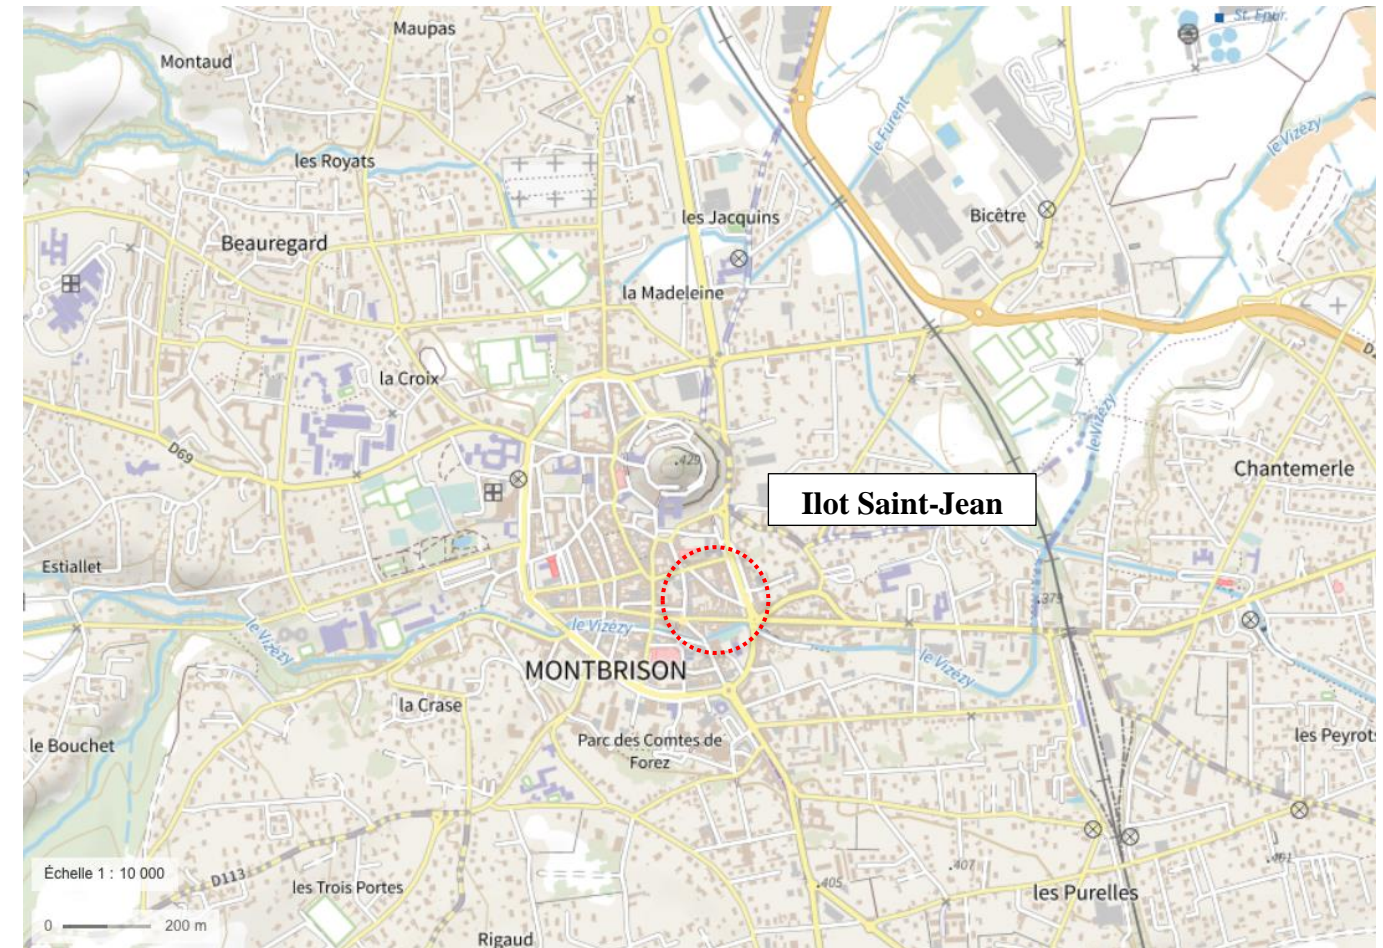 Maupas
St. Epur.
Montaud
le Furent
le Vizézy
les Royats
les Jacquins
Bicêtre
Beauregard
la Madeleine
la Croix
D69
429
Chantemerle
Ilot Saint-Jean
Estiallet
379
le Vizézy
le Vizézy
le Vizézy
le Vizézy
MONTBRISON
la Crase
le Bouchet
Parc des Comtes de
Forez
les Peyrots
Échelle 1 : 10 000
D113
les Trois Portes
407
405
les Purelles
0
200 m
Rigaud